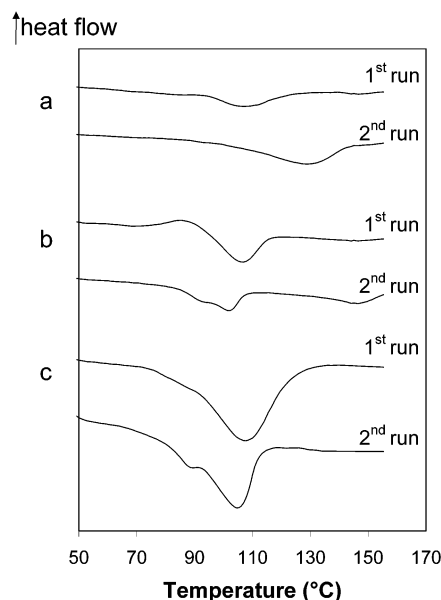 heat flow
a
1st run
2nd run
b
1st run
2nd run
c
1st run
2nd run
50 70 90 110 130 150 170
Temperature (°C)